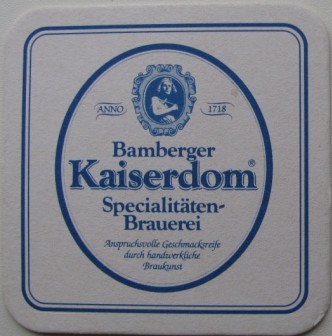 ANNO 1718
Bamberger
Kaiserdom®
Specialitäten-
Brauerei
Anspruchsvolle Geschmacksreife
durch handwerkliche
Braukunst